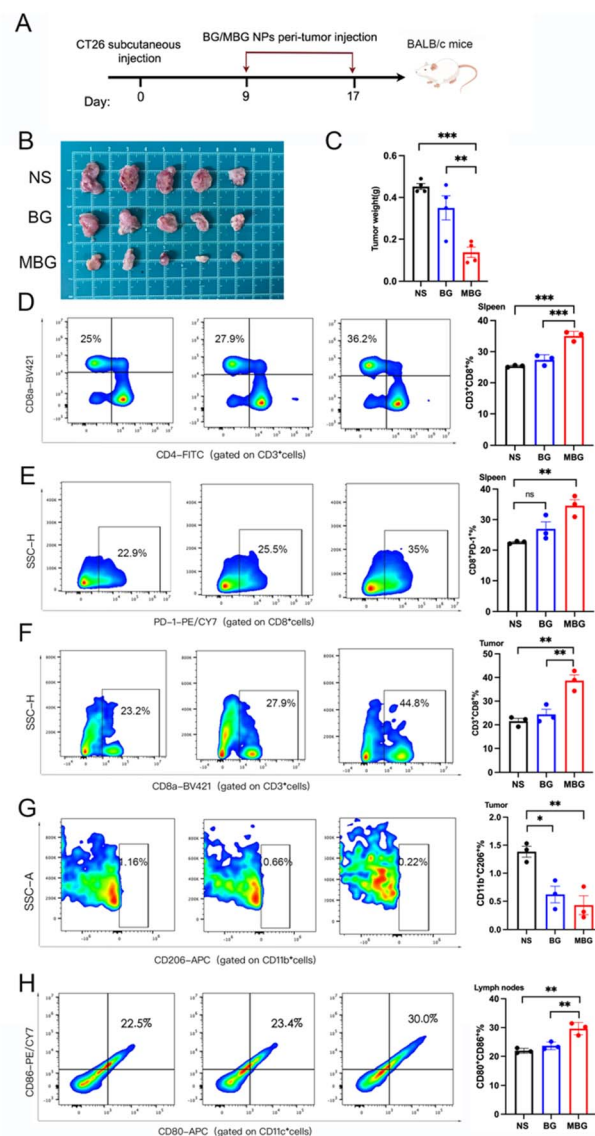 A
CT26 subcutaneous
injection
BG/MBG NPs peri-tumor injection
BALB/c mice
Day:
0
9
17
B
NS
BG
MBG
C
***
**
Tumor weight(g)
0.6
0.4
0.2
0.0
NS BG MBG
D
CD8a-BV421
25%
27.9%
36.2%
CD4-FITC (gated on CD3⁺cells)
Slpeen
***
***
CD3⁺CD8⁺%
40
30
20
10
0
NS BG MBG
E
SSC-H
22.9%
25.5%
35%
PD-1-PE/CY7 (gated on CD8⁺cells)
Slpeen
**
ns
CD8⁺PD-1⁺%
40
30
20
10
0
NS BG MBG
F
SSC-H
23.2%
27.9%
44.8%
CD8a-BV421 (gated on CD3⁺cells)
Tumor
**
**
CD3⁺CD8⁺%
50
40
30
20
10
0
NS BG MBG
G
SSC-A
1.16%
0.66%
0.22%
CD206-APC (gated on CD11b⁺cells)
Tumor
**
*
CD11b⁺C206⁺%
2.0
1.5
1.0
0.5
0.0
NS BG MBG
H
CD86-PE/CY7
22.5%
23.4%
30.0%
CD80-APC (gated on CD11c⁺cells)
Lymph nodes
**
**
CD80⁺CD86⁺%
40
30
20
10
0
NS BG MBG